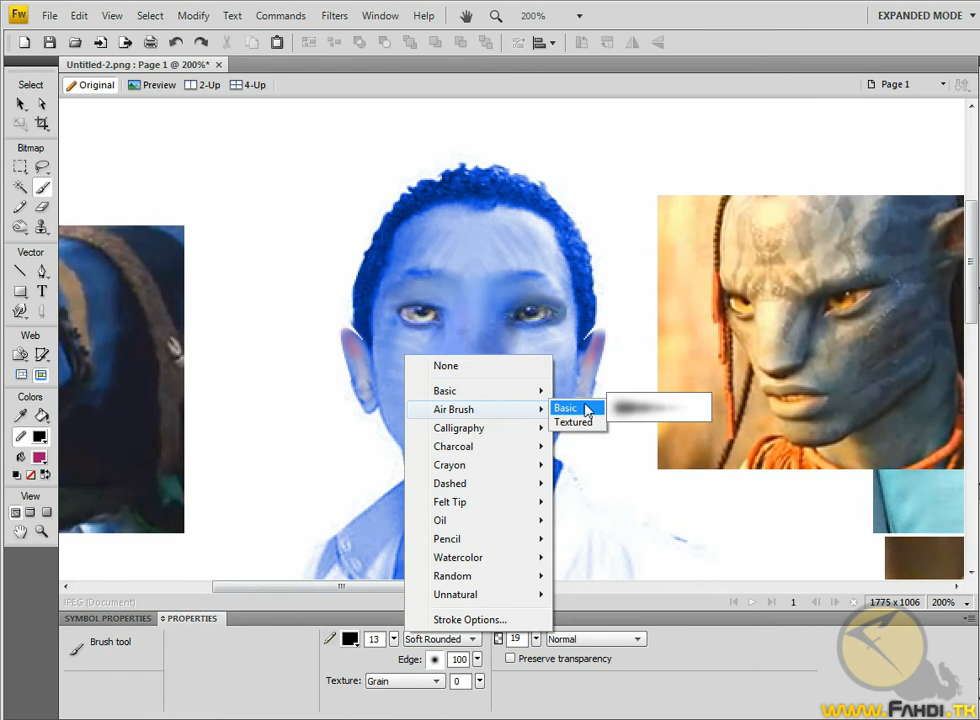 Fw File Edit View Select Modify Text Commands Filters Window Help 200% EXPANDED MODE
Untitled-2.png : Page 1 @ 200%* ×
Select Original Preview 2-Up 4-Up Page 1
Bitmap
Vector
T
Web
Colors
View
None
Basic
Air Brush
Calligraphy
Charcoal
Crayon
Dashed
Felt Tip
Oil
Pencil
Watercolor
Random
Unnatural
Stroke Options...
Basic
Textured
JPEG (Document) 1 1775 x 1006 200%
SYMBOL PROPERTIES PROPERTIES
Brush tool 13 Soft Rounded 19 Normal
Edge: 100 Preserve transparency
Texture: Grain 0
www.FAHDI.TK